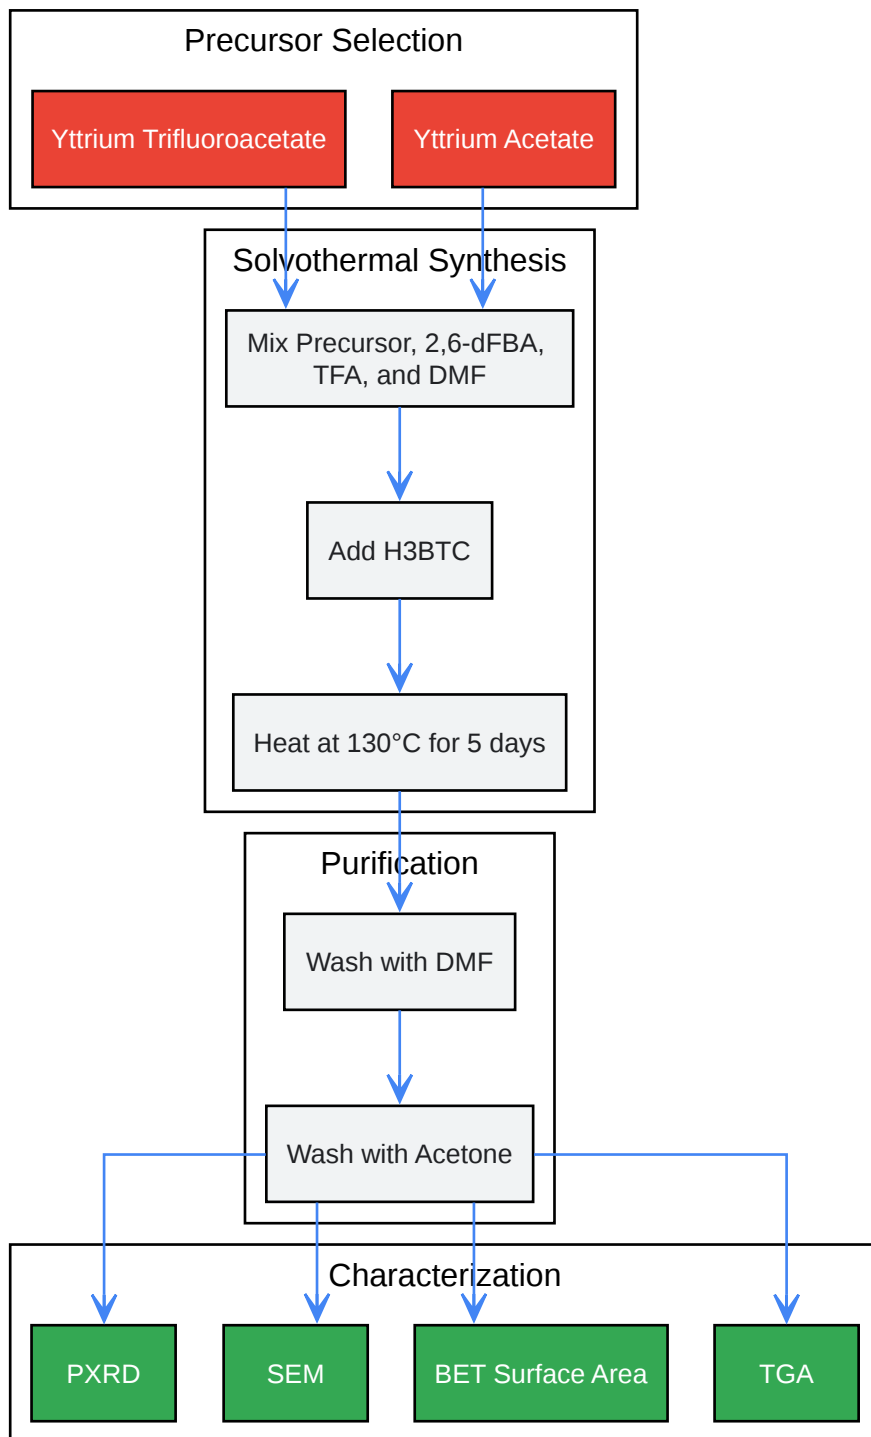 Precursor Selection
Yttrium Trifluoroacetate
Yttrium Acetate
Solvothermal Synthesis
Mix Precursor, 2,6-dFBA,
TFA, and DMF
Add H3BTC
Heat at 130°C for 5 days
Purification
Wash with DMF
Wash with Acetone
Characterization
PXRD
SEM
BET Surface Area
TGA